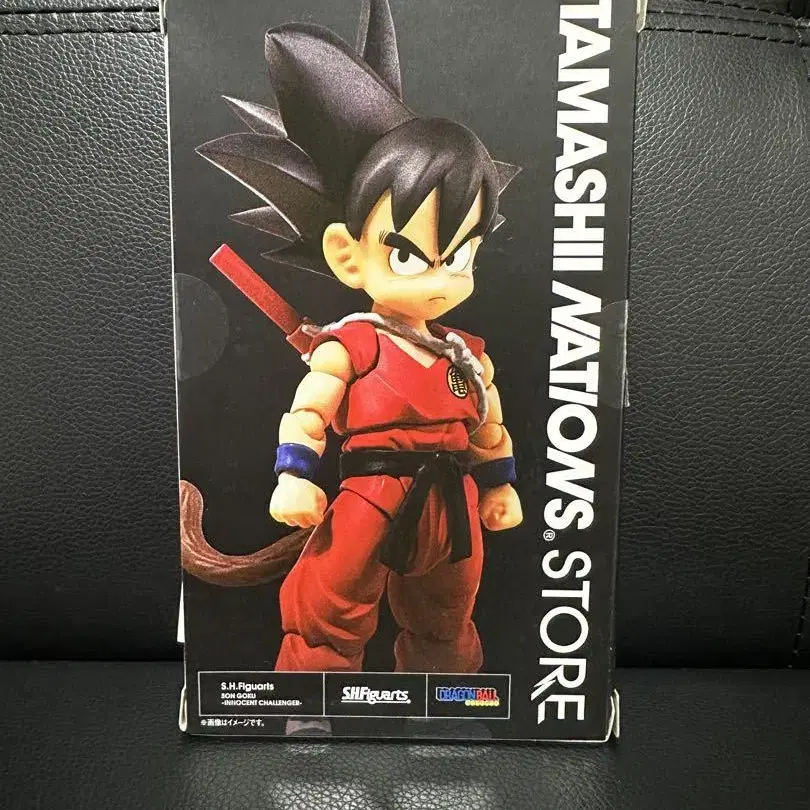 TAMASHII NATIONS® STORE
S.H.Figuarts
SON GOKU
-INNOCENT CHALLENGER-
S.H.Figuarts
DRAGON BALL
※画像はイメージです。